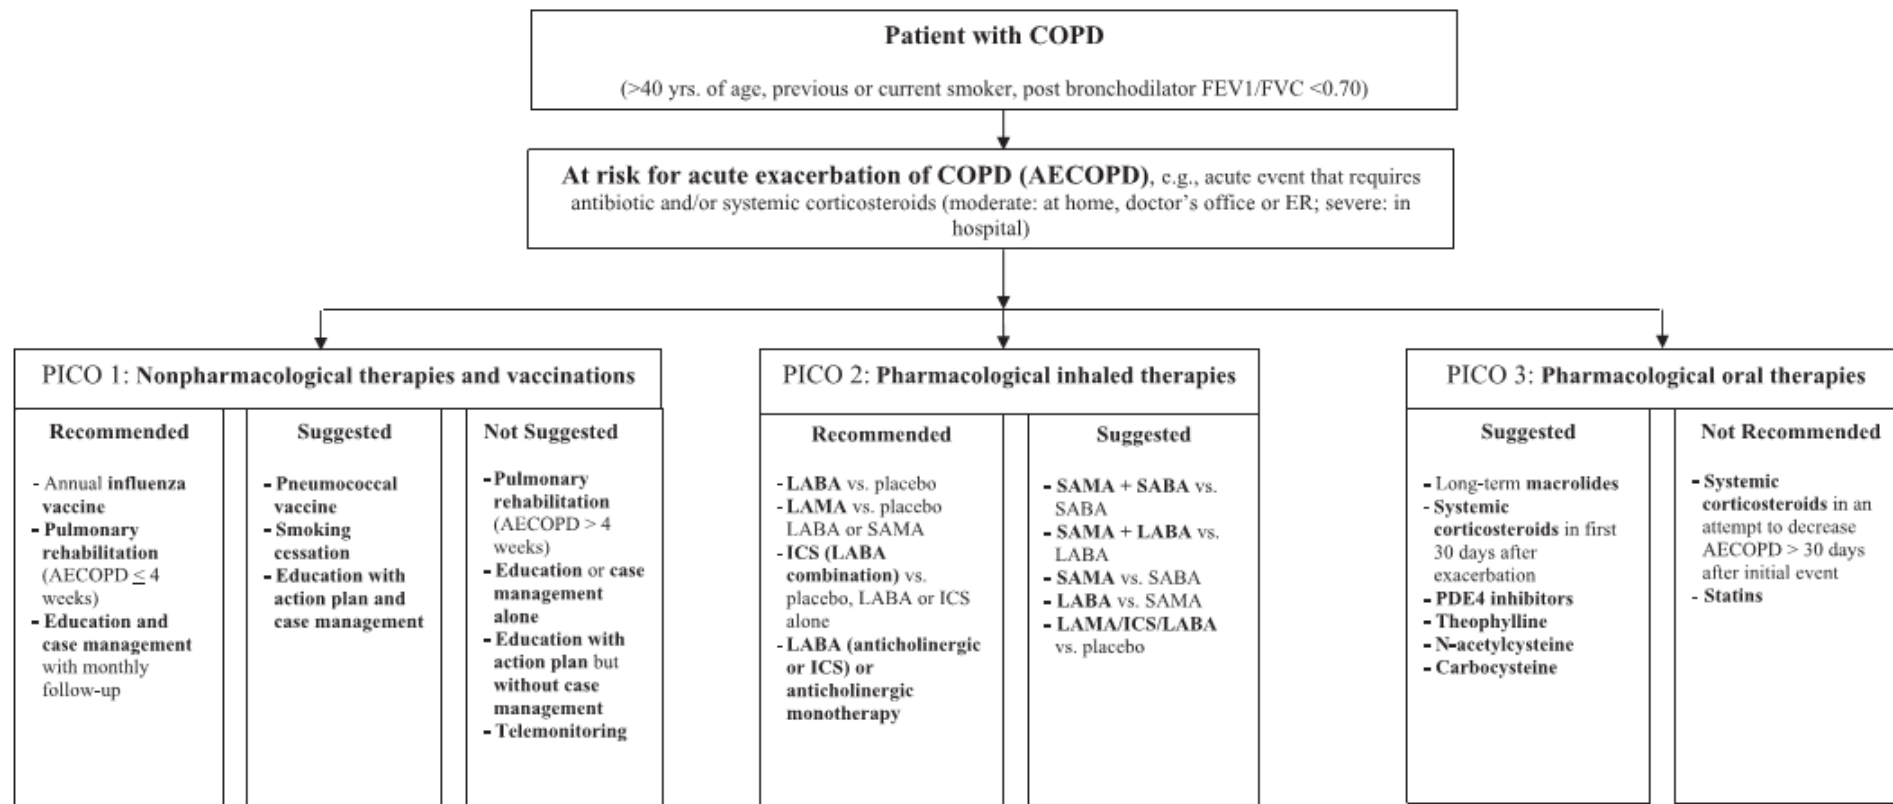 Patient with COPD
(>40 yrs. of age, previous or current smoker, post bronchodilator FEV1/FVC <0.70)
At risk for acute exacerbation of COPD (AECOPD), e.g., acute event that requires
antibiotic and/or systemic corticosteroids (moderate: at home, doctor's office or ER; severe: in
hospital)
PICO 1: Nonpharmacological therapies and vaccinations
Recommended
- Annual influenza
vaccine
- Pulmonary
rehabilitation
(AECOPD ≤ 4
weeks)
- Education and
case management
with monthly
follow-up
Suggested
- Pneumococcal
vaccine
- Smoking
cessation
- Education with
action plan and
case management
Not Suggested
- Pulmonary
rehabilitation
(AECOPD > 4
weeks)
- Education or case
management
alone
- Education with
action plan but
without case
management
- Telemonitoring
PICO 2: Pharmacological inhaled therapies
Recommended
- LABA vs. placebo
- LAMA vs. placebo
LABA or SAMA
- ICS (LABA
combination) vs.
placebo, LABA or ICS
alone
- LABA (anticholinergic
or ICS) or
anticholinergic
monotherapy
Suggested
- SAMA + SABA vs.
SABA
- SAMA + LABA vs.
LABA
- SAMA vs. SABA
- LABA vs. SAMA
- LAMA/ICS/LABA
vs. placebo
PICO 3: Pharmacological oral therapies
Suggested
- Long-term macrolides
- Systemic
corticosteroids in first
30 days after
exacerbation
- PDE4 inhibitors
- Theophylline
- N-acetylcysteine
- Carbocysteine
Not Recommended
- Systemic
corticosteroids in an
attempt to decrease
AECOPD > 30 days
after initial event
- Statins